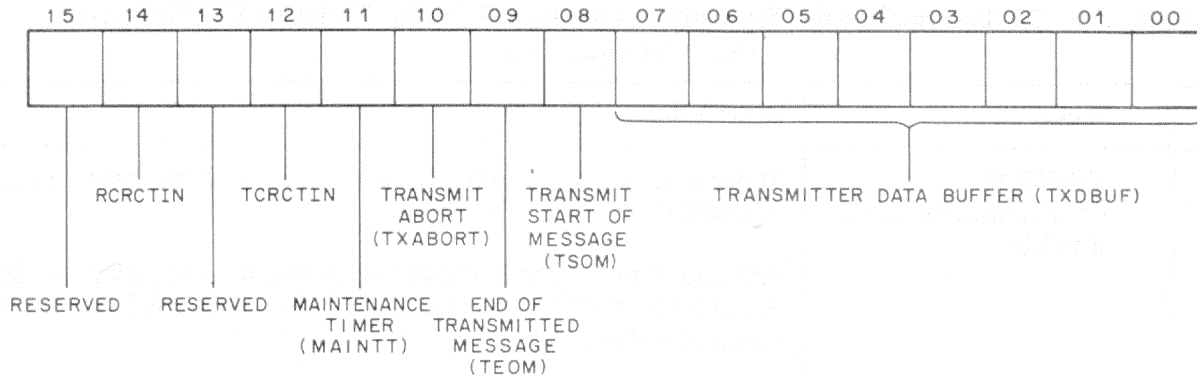 15 14 13 12 11 10 09 08 07 06 05 04 03 02 01 00
RCRCTIN
TCRCTIN
TRANSMIT
ABORT
(TXABORT)
TRANSMIT
START OF
MESSAGE
(TSOM)
TRANSMITTER DATA BUFFER (TXDBUF)
RESERVED
RESERVED
MAINTENANCE
TIMER
(MAINTT)
END OF
TRANSMITTED
MESSAGE
(TEOM)